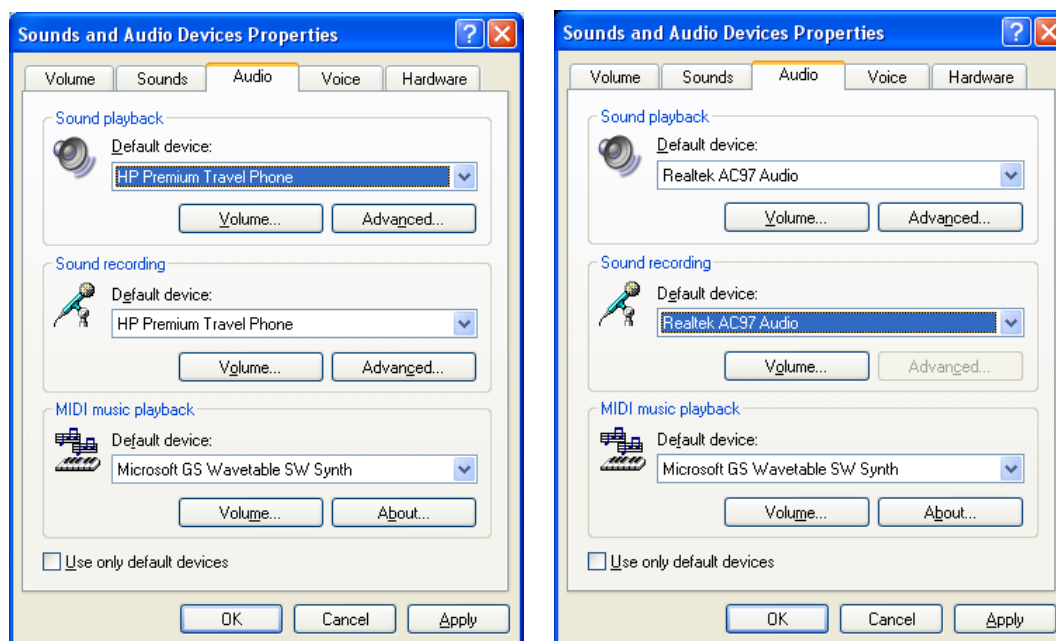 Sounds and Audio Devices Properties
Volume Sounds Audio Voice Hardware
Sound playback
Default device:
HP Premium Travel Phone
Volume... Advanced...
Sound recording
Default device:
HP Premium Travel Phone
Volume... Advanced...
MIDI music playback
Default device:
Microsoft GS Wavetable SW Synth
Volume... About...
Use only default devices
OK Cancel Apply
Sounds and Audio Devices Properties
Volume Sounds Audio Voice Hardware
Sound playback
Default device:
Realtek AC97 Audio
Volume... Advanced...
Sound recording
Default device:
Realtek AC97 Audio
Volume... Advanced...
MIDI music playback
Default device:
Microsoft GS Wavetable SW Synth
Volume... About...
Use only default devices
OK Cancel Apply